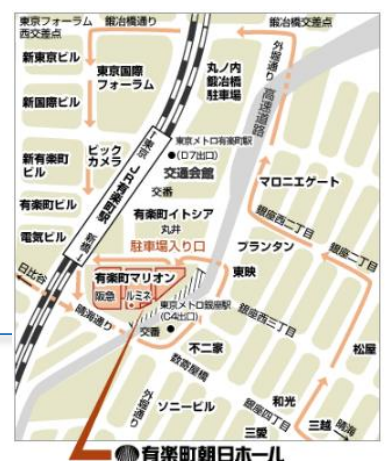 東京フォーラム
西交差点
鍛冶橋通り
鍛冶橋交差点
新東京ビル
東京国際
フォーラム
丸ノ内
鍛冶橋
駐車場
外堀通り
高速道路
新国際ビル
新有楽町
ビル
ビック
カメラ
東京
JR有楽町駅
新橋
東京メトロ有楽町駅
(D7出口)
交通会館
交番
マロニエゲート
有楽町ビル
有楽町イトシア
丸井
銀座西二丁目
銀座二丁目
電気ビル
駐車場入り口
プランタン
有楽町マリオン
阪急
ルミネ
東映
日比谷
晴海通り
東京メトロ銀座駅
(C4出口)
交番
銀座西三丁目
不二家
数寄屋橋
松屋
外堀通り
ソニービル
銀座四丁目
和光
三愛
三越
晴海
有楽町朝日ホール